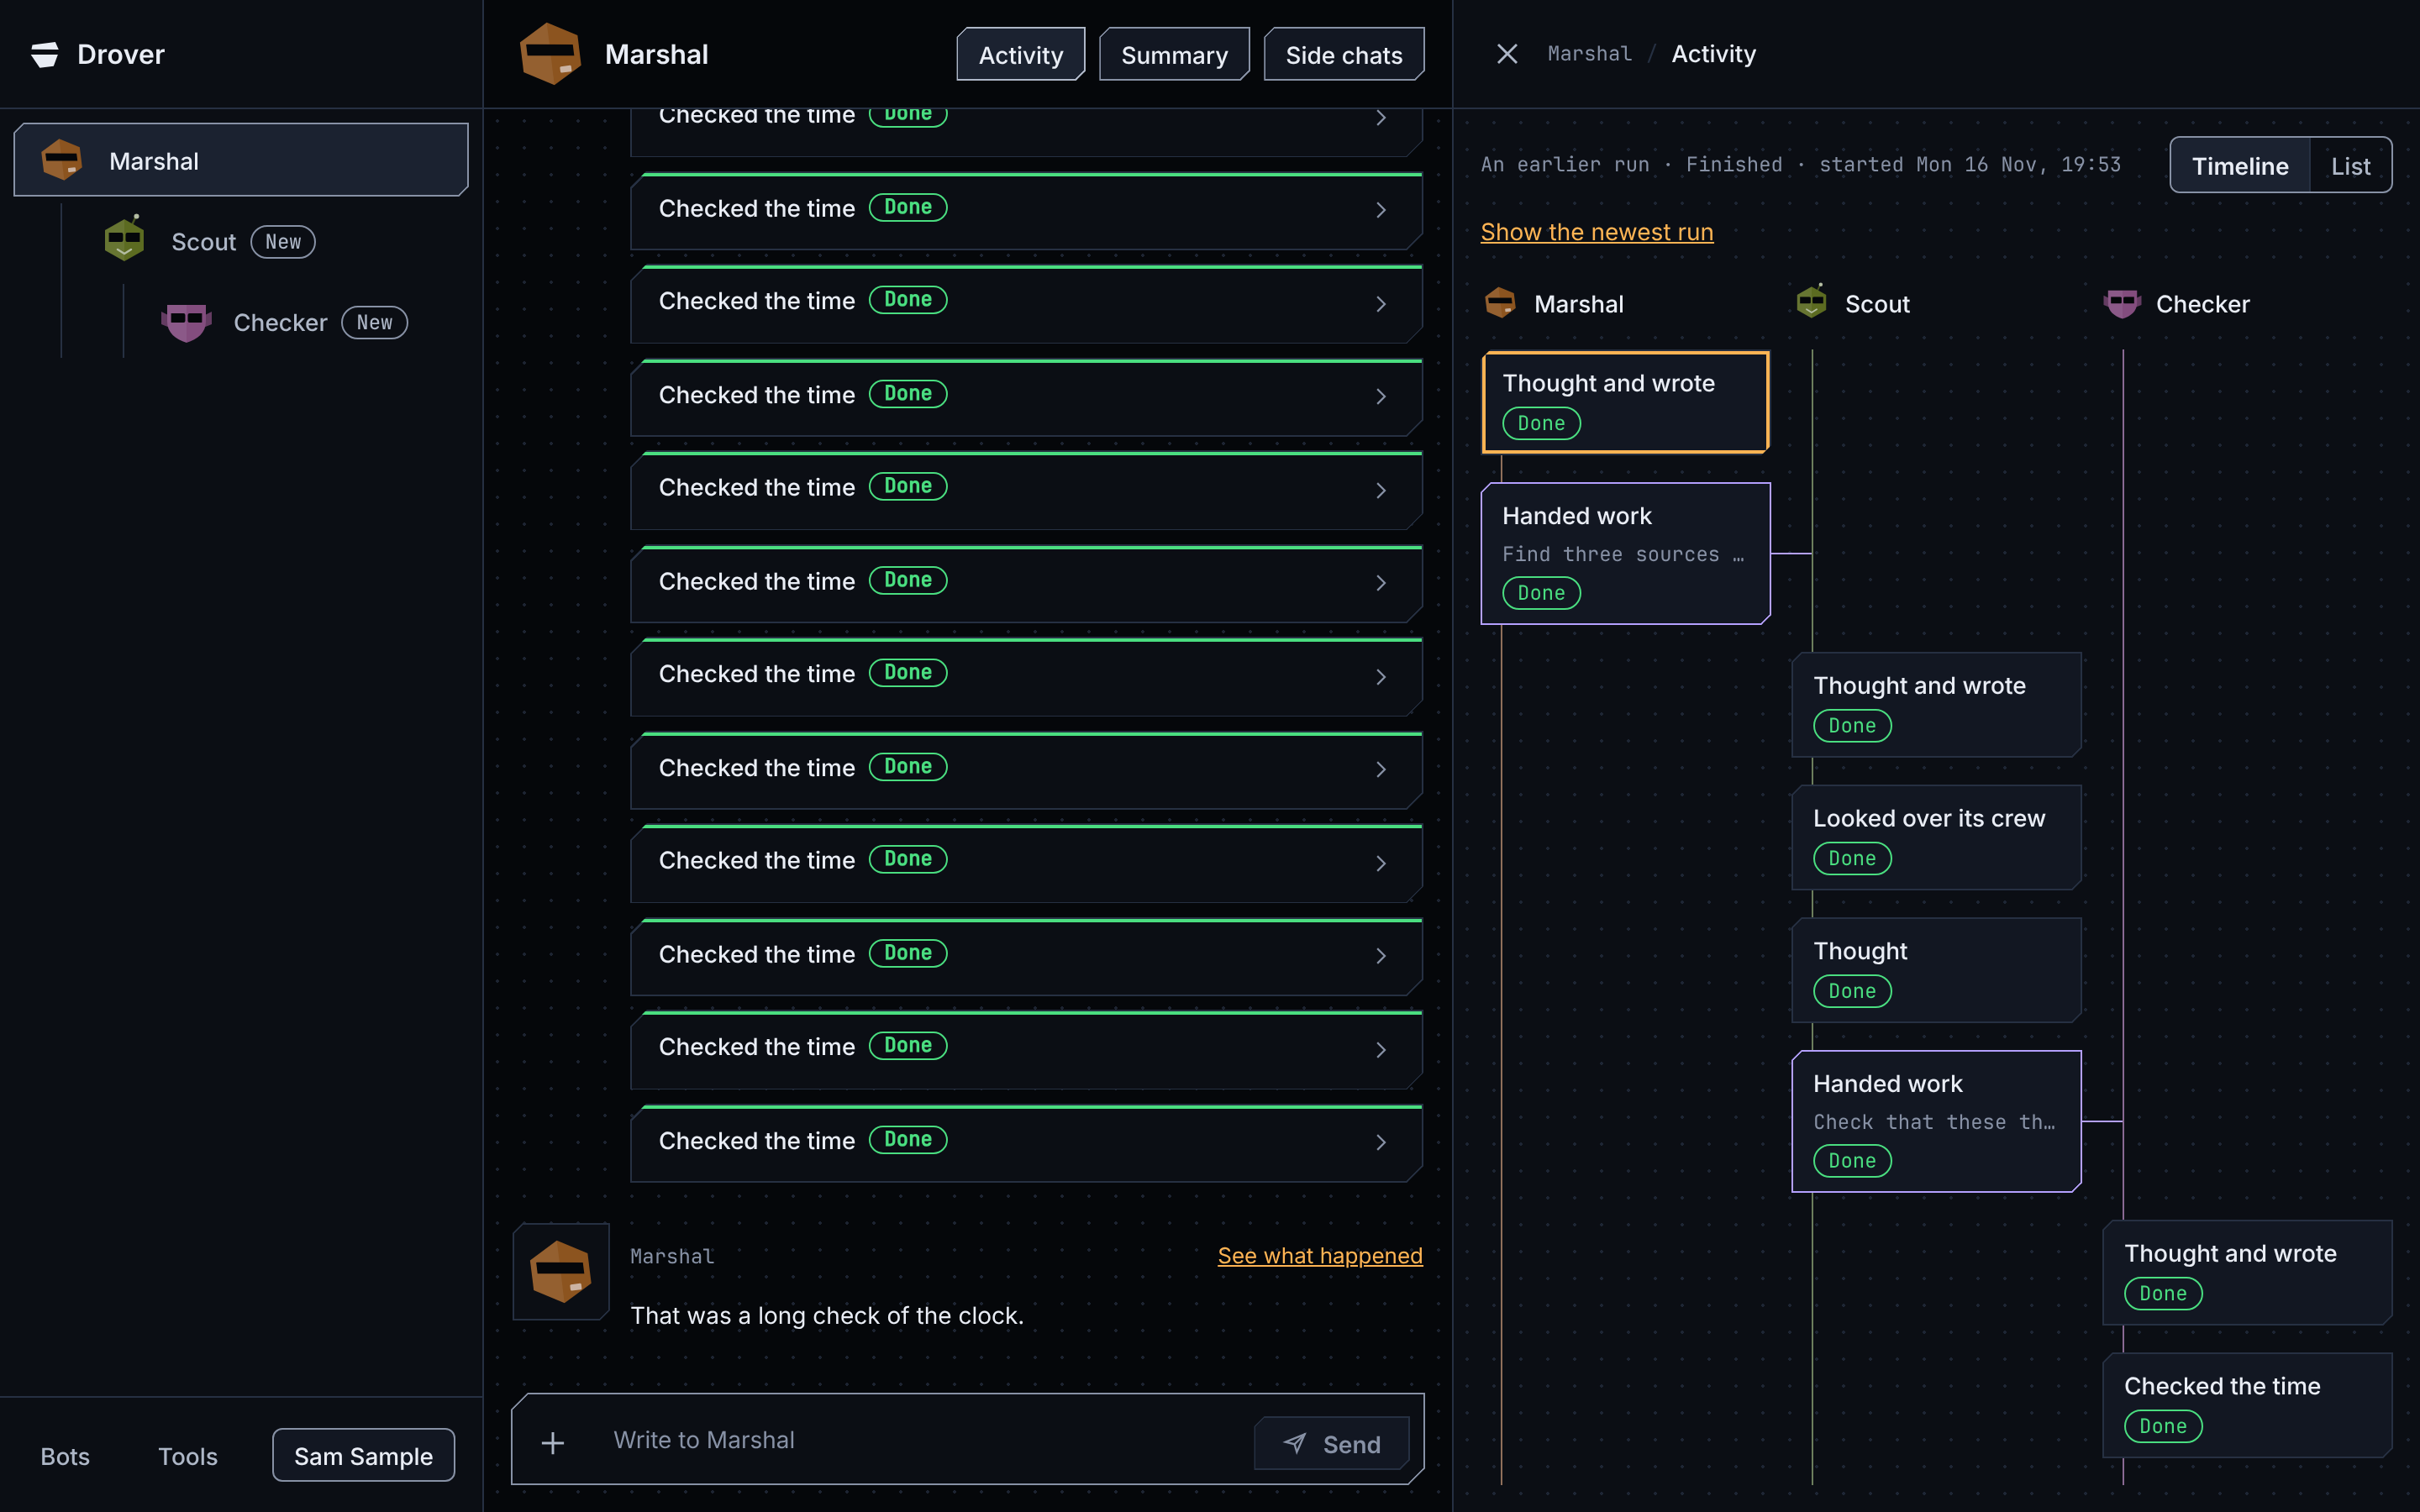 Drover
Marshal
Scout New
Checker New
Bots Tools Sam Sample
Marshal
Activity Summary Side chats
Checked the time Done
Checked the time Done
Checked the time Done
Checked the time Done
Checked the time Done
Checked the time Done
Checked the time Done
Checked the time Done
Checked the time Done
Checked the time Done
Checked the time Done
Checked the time Done
Marshal See what happened
That was a long check of the clock.
Write to Marshal Send
Marshal / Activity
An earlier run · Finished · started Mon 16 Nov, 19:53
Timeline List
Show the newest run
Marshal Scout Checker
Thought and wrote
Done
Handed work
Find three sources …
Done
Thought and wrote
Done
Looked over its crew
Done
Thought
Done
Handed work
Check that these th…
Done
Thought and wrote
Done
Checked the time
Done